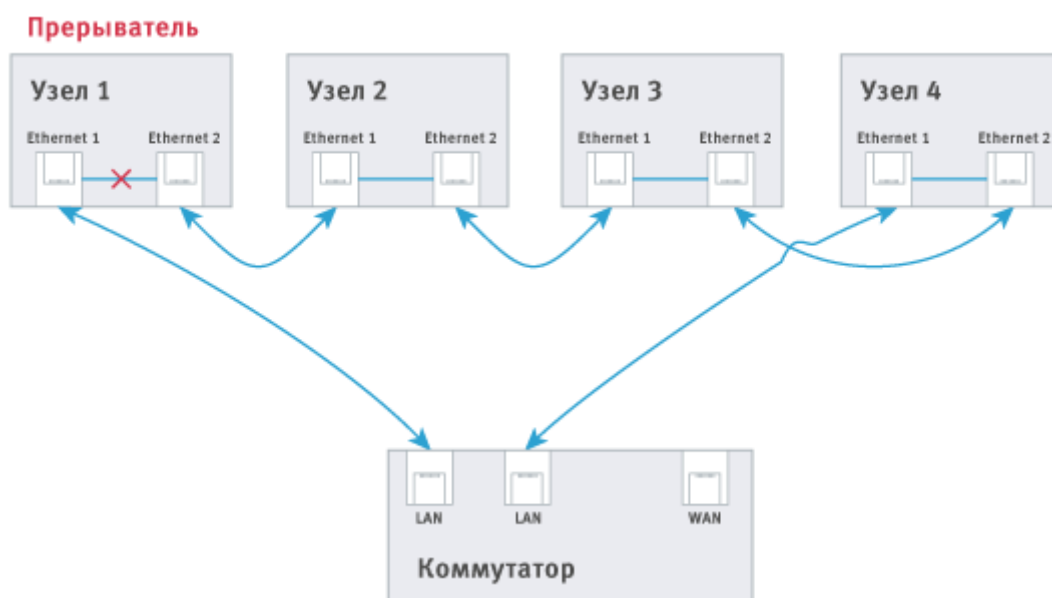 Прерыватель
Узел 1 Узел 2 Узел 3 Узел 4
Ethernet 1 Ethernet 2 Ethernet 1 Ethernet 2 Ethernet 1 Ethernet 2 Ethernet 1 Ethernet 2
LAN LAN WAN
Коммутатор